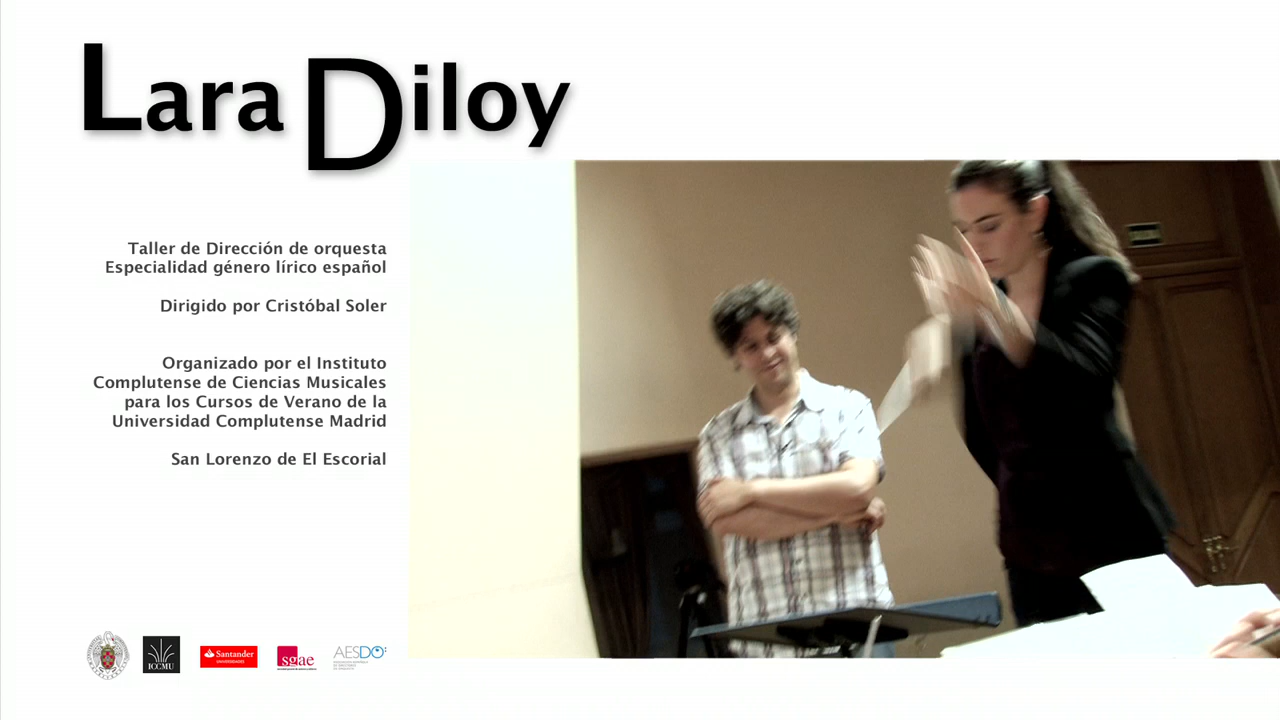 Lara Diloy
Taller de Dirección de orquesta
Especialidad género lírico español
Dirigido por Cristóbal Soler
Organizado por el Instituto
Complutense de Ciencias Musicales
para los Cursos de Verano de la
Universidad Complutense Madrid
San Lorenzo de El Escorial
ICCMU
Santander
UNIVERSIDADES
sgae
AESDO